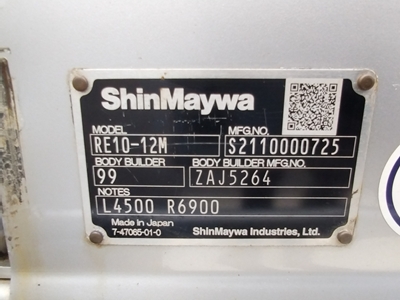 ShinMaywa
MODEL MFG.NO.
RE10-12M S2110000725
BODY BUILDER BODY BUILDER MFG.NO.
99 ZAJ5264
NOTES
L4500 R6900
Made in Japan
7-47065-01-0 ShinMaywa Industries, Ltd.